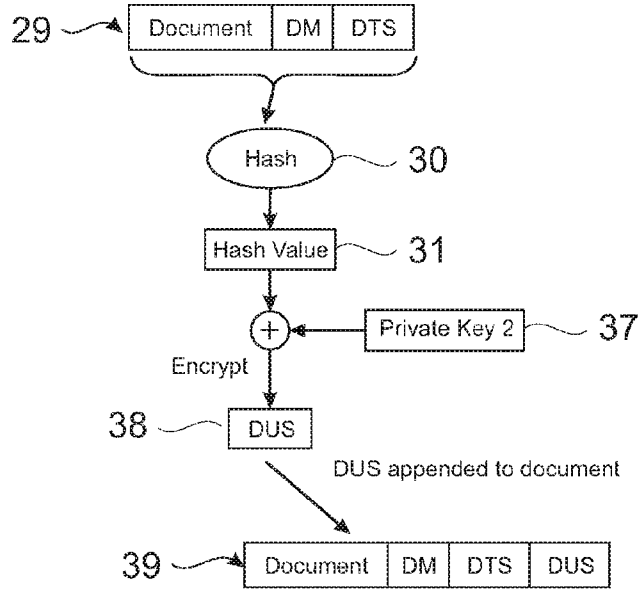 29 Document DM DTS
Hash 30
Hash Value 31
+ Private Key 2 37
Encrypt
38 DUS
DUS appended to document
39 Document DM DTS DUS